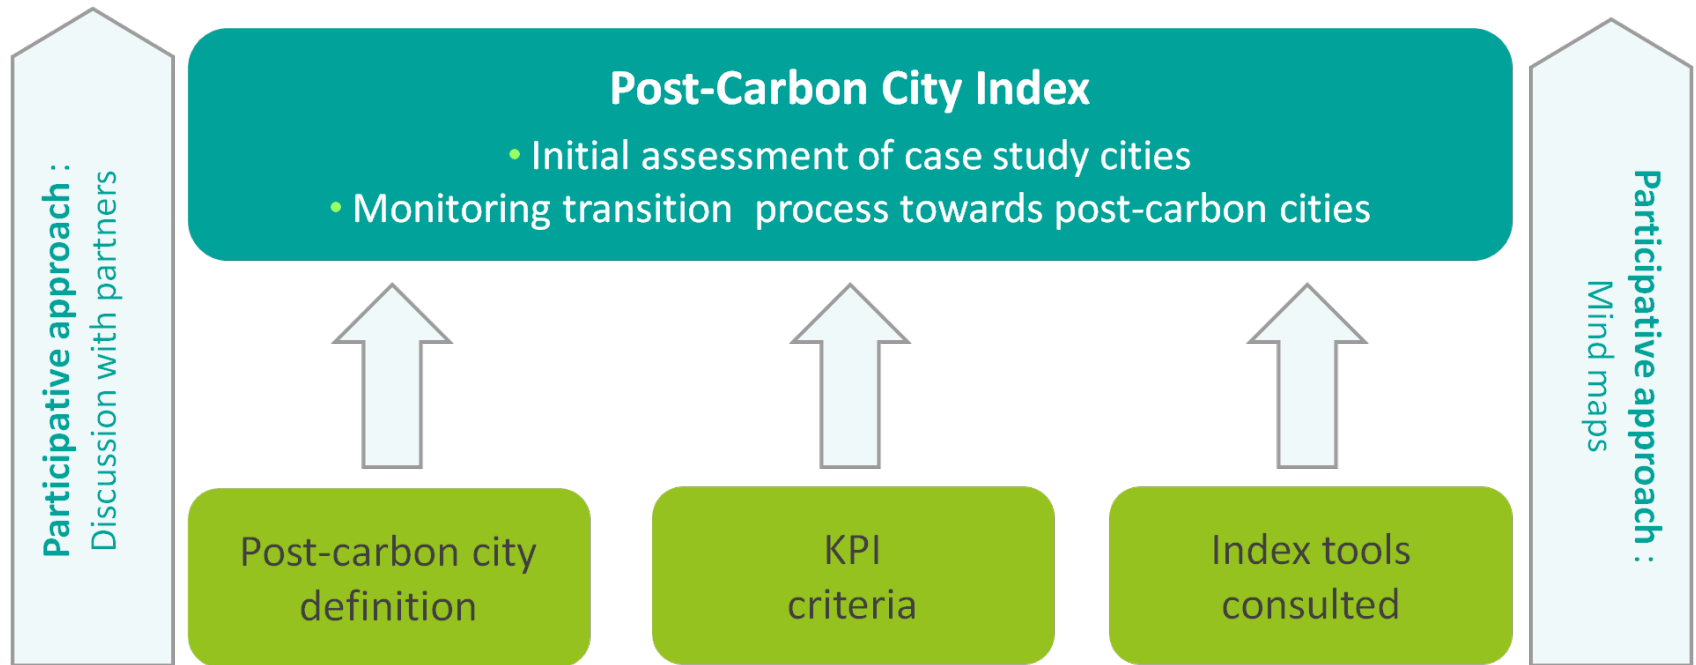 Participative approach :
Discussion with partners
Post-Carbon City Index
• Initial assessment of case study cities
• Monitoring transition  process towards post-carbon cities
Post-carbon city
definition
KPI
criteria
Index tools
consulted
Participative approach :
Mind maps